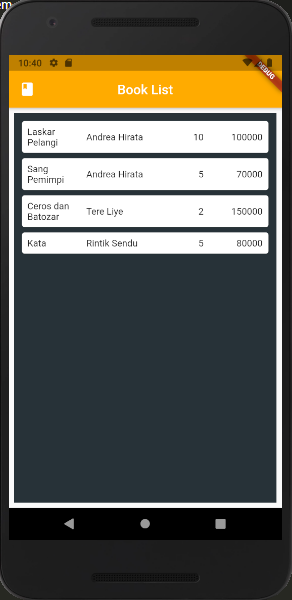 em
10:40
DEBUG
Book List
Laskar Pelangi Andrea Hirata 10 100000
Sang Pemimpi Andrea Hirata 5 70000
Ceros dan Batozar Tere Liye 2 150000
Kata Rintik Sendu 5 80000